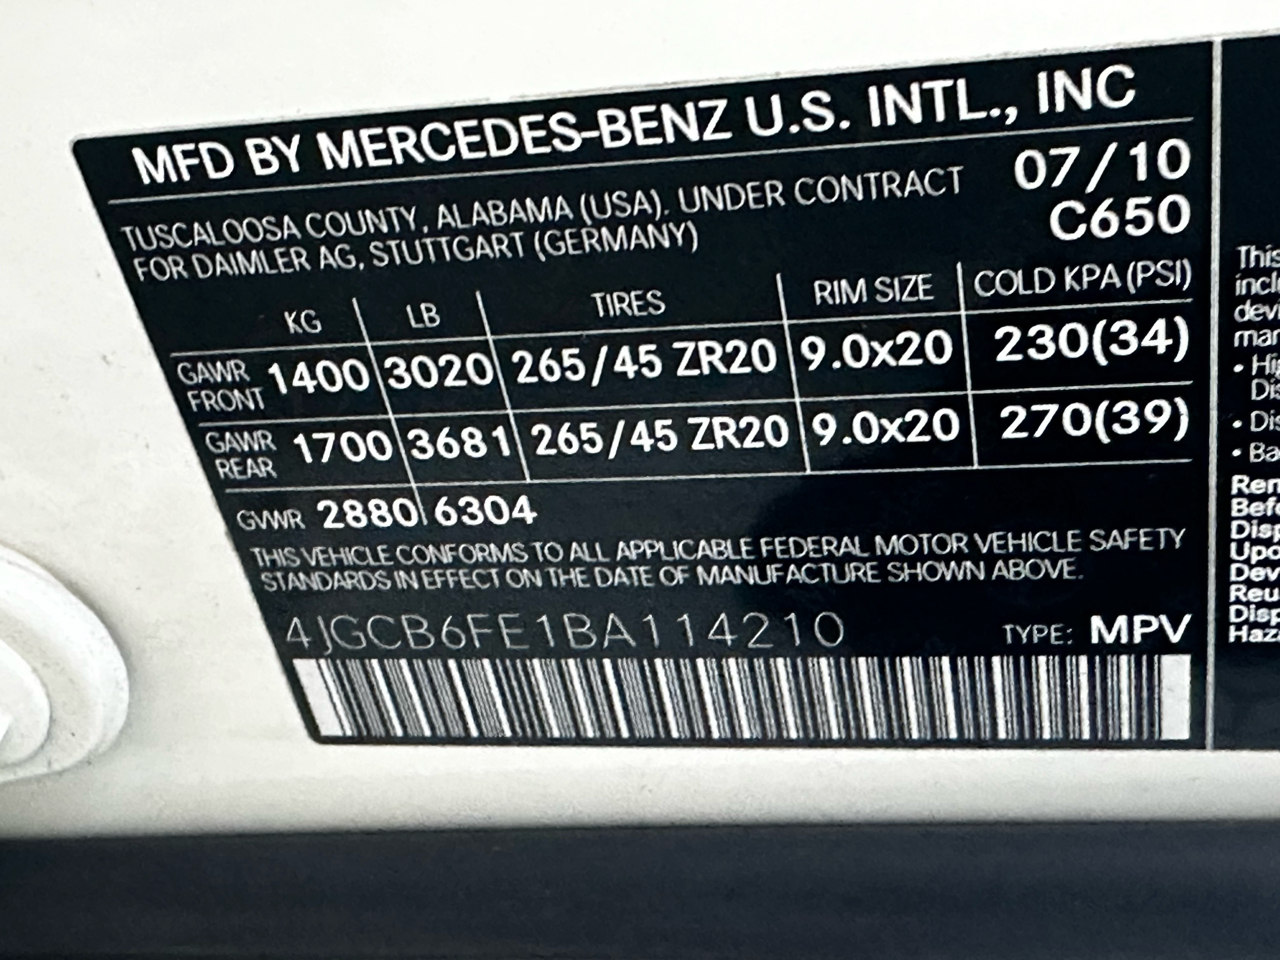 MFD BY MERCEDES-BENZ U.S. INTL., INC
TUSCALOOSA COUNTY, ALABAMA (USA). UNDER CONTRACT 07/10
FOR DAIMLER AG, STUTTGART (GERMANY) C650
KG LB TIRES RIM SIZE COLD KPA (PSI)
GAWR FRONT 1400 3020 265/45 ZR20 9.0x20 230(34)
GAWR REAR 1700 3681 265/45 ZR20 9.0x20 270(39)
GVWR 2880 6304
THIS VEHICLE CONFORMS TO ALL APPLICABLE FEDERAL MOTOR VEHICLE SAFETY
STANDARDS IN EFFECT ON THE DATE OF MANUFACTURE SHOWN ABOVE.
4JGCB6FE1BA114210 TYPE: MPV
This